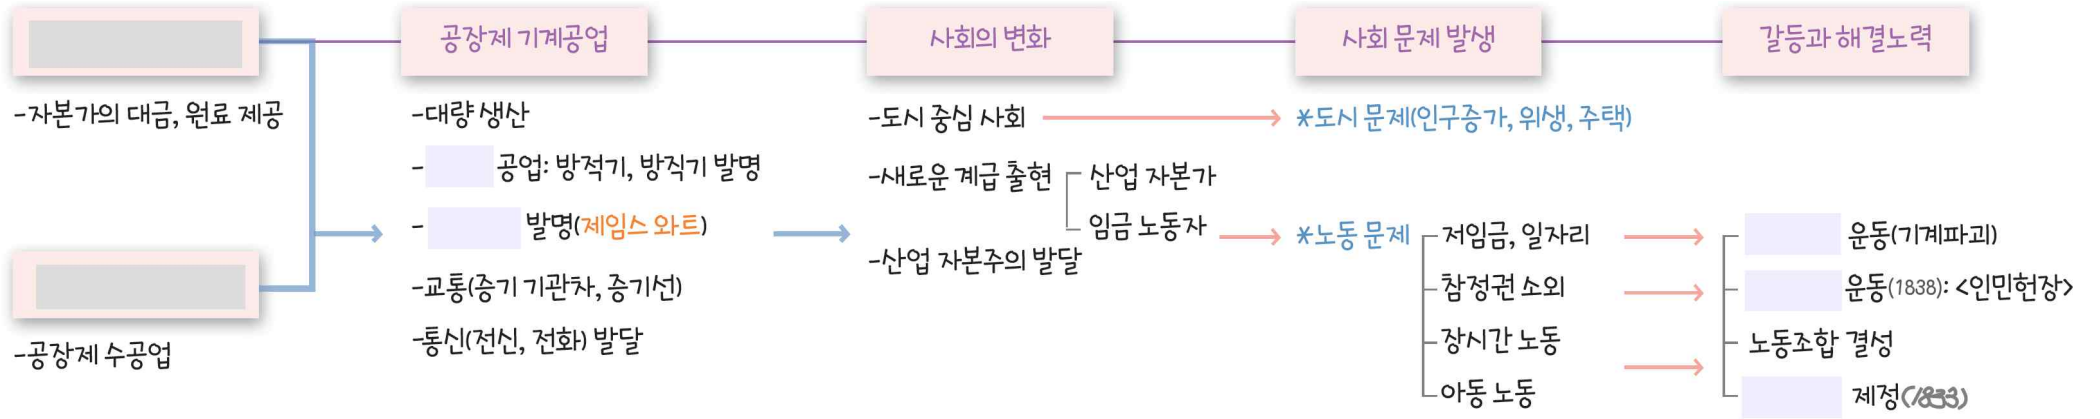 공장제 기계공업
사회의 변화
사회 문제 발생
갈등과 해결노력
-자본가의 대금, 원료 제공
-공장제 수공업
-대량 생산
- 공업: 방적기, 방직기 발명
- 발명(제임스 와트)
-교통(증기 기관차, 증기선)
-통신(전신, 전화) 발달
-도시 중심 사회
-새로운 계급 출현
산업 자본가
임금 노동자
-산업 자본주의 발달
*도시 문제(인구증가, 위생, 주택)
*노동 문제
저임금, 일자리
참정권 소외
장시간 노동
아동 노동
운동(기계파괴)
운동(1838): <인민헌장>
노동조합 결성
제정(1833)